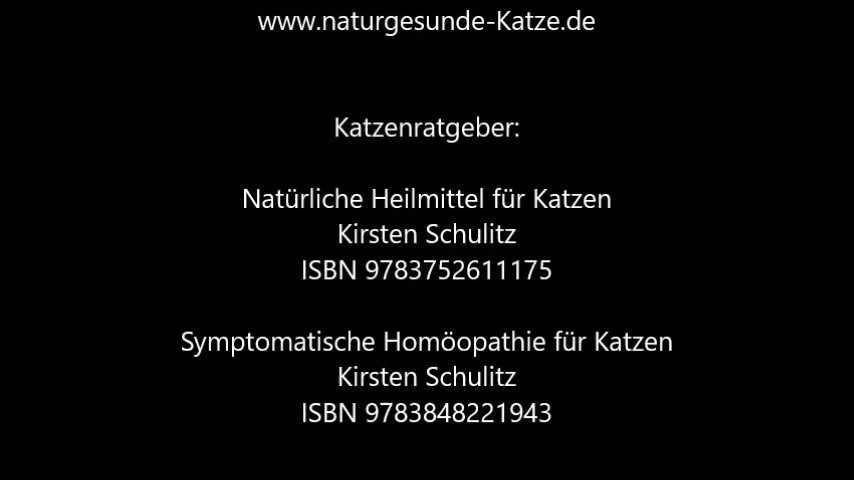 www.naturgesunde-Katze.de
Katzenratgeber:
Natürliche Heilmittel für Katzen
Kirsten Schulitz
ISBN 9783752611175
Symptomatische Homöopathie für Katzen
Kirsten Schulitz
ISBN 9783848221943